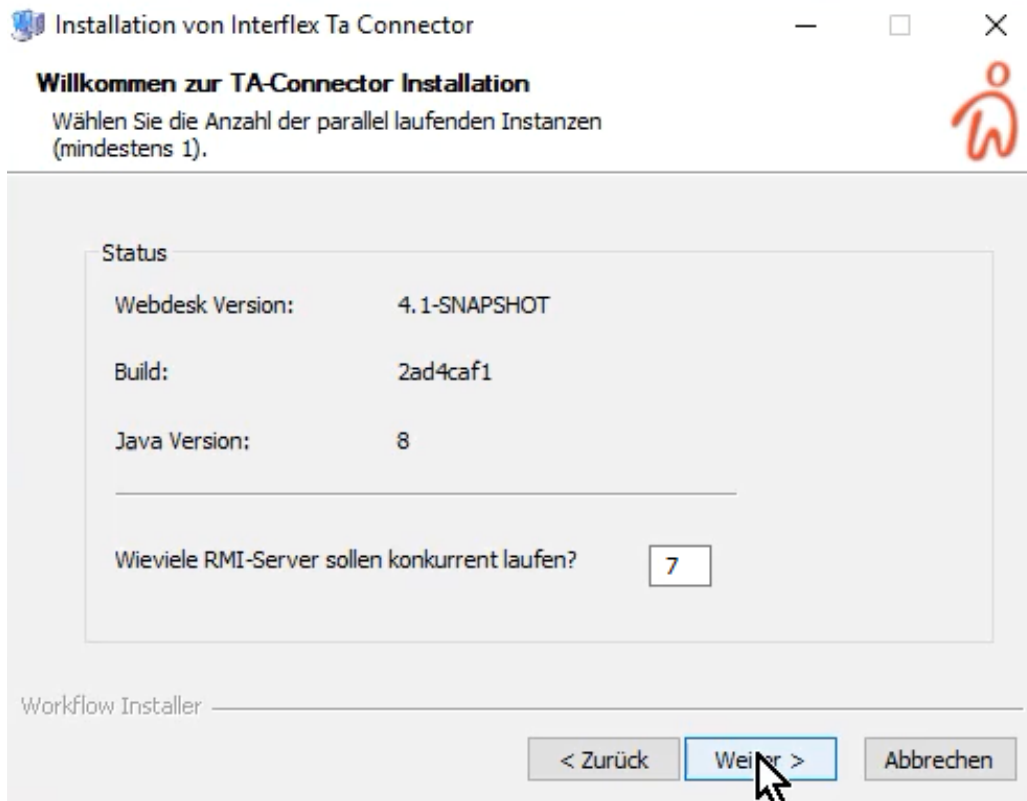 Installation von Interflex Ta Connector
Willkommen zur TA-Connector Installation
Wählen Sie die Anzahl der parallel laufenden Instanzen
(mindestens 1).
Status
Webdesk Version: 4.1-SNAPSHOT
Build: 2ad4caf1
Java Version: 8
Wieviele RMI-Server sollen konkurrent laufen? 7
Workflow Installer
< Zurück Weiter > Abbrechen